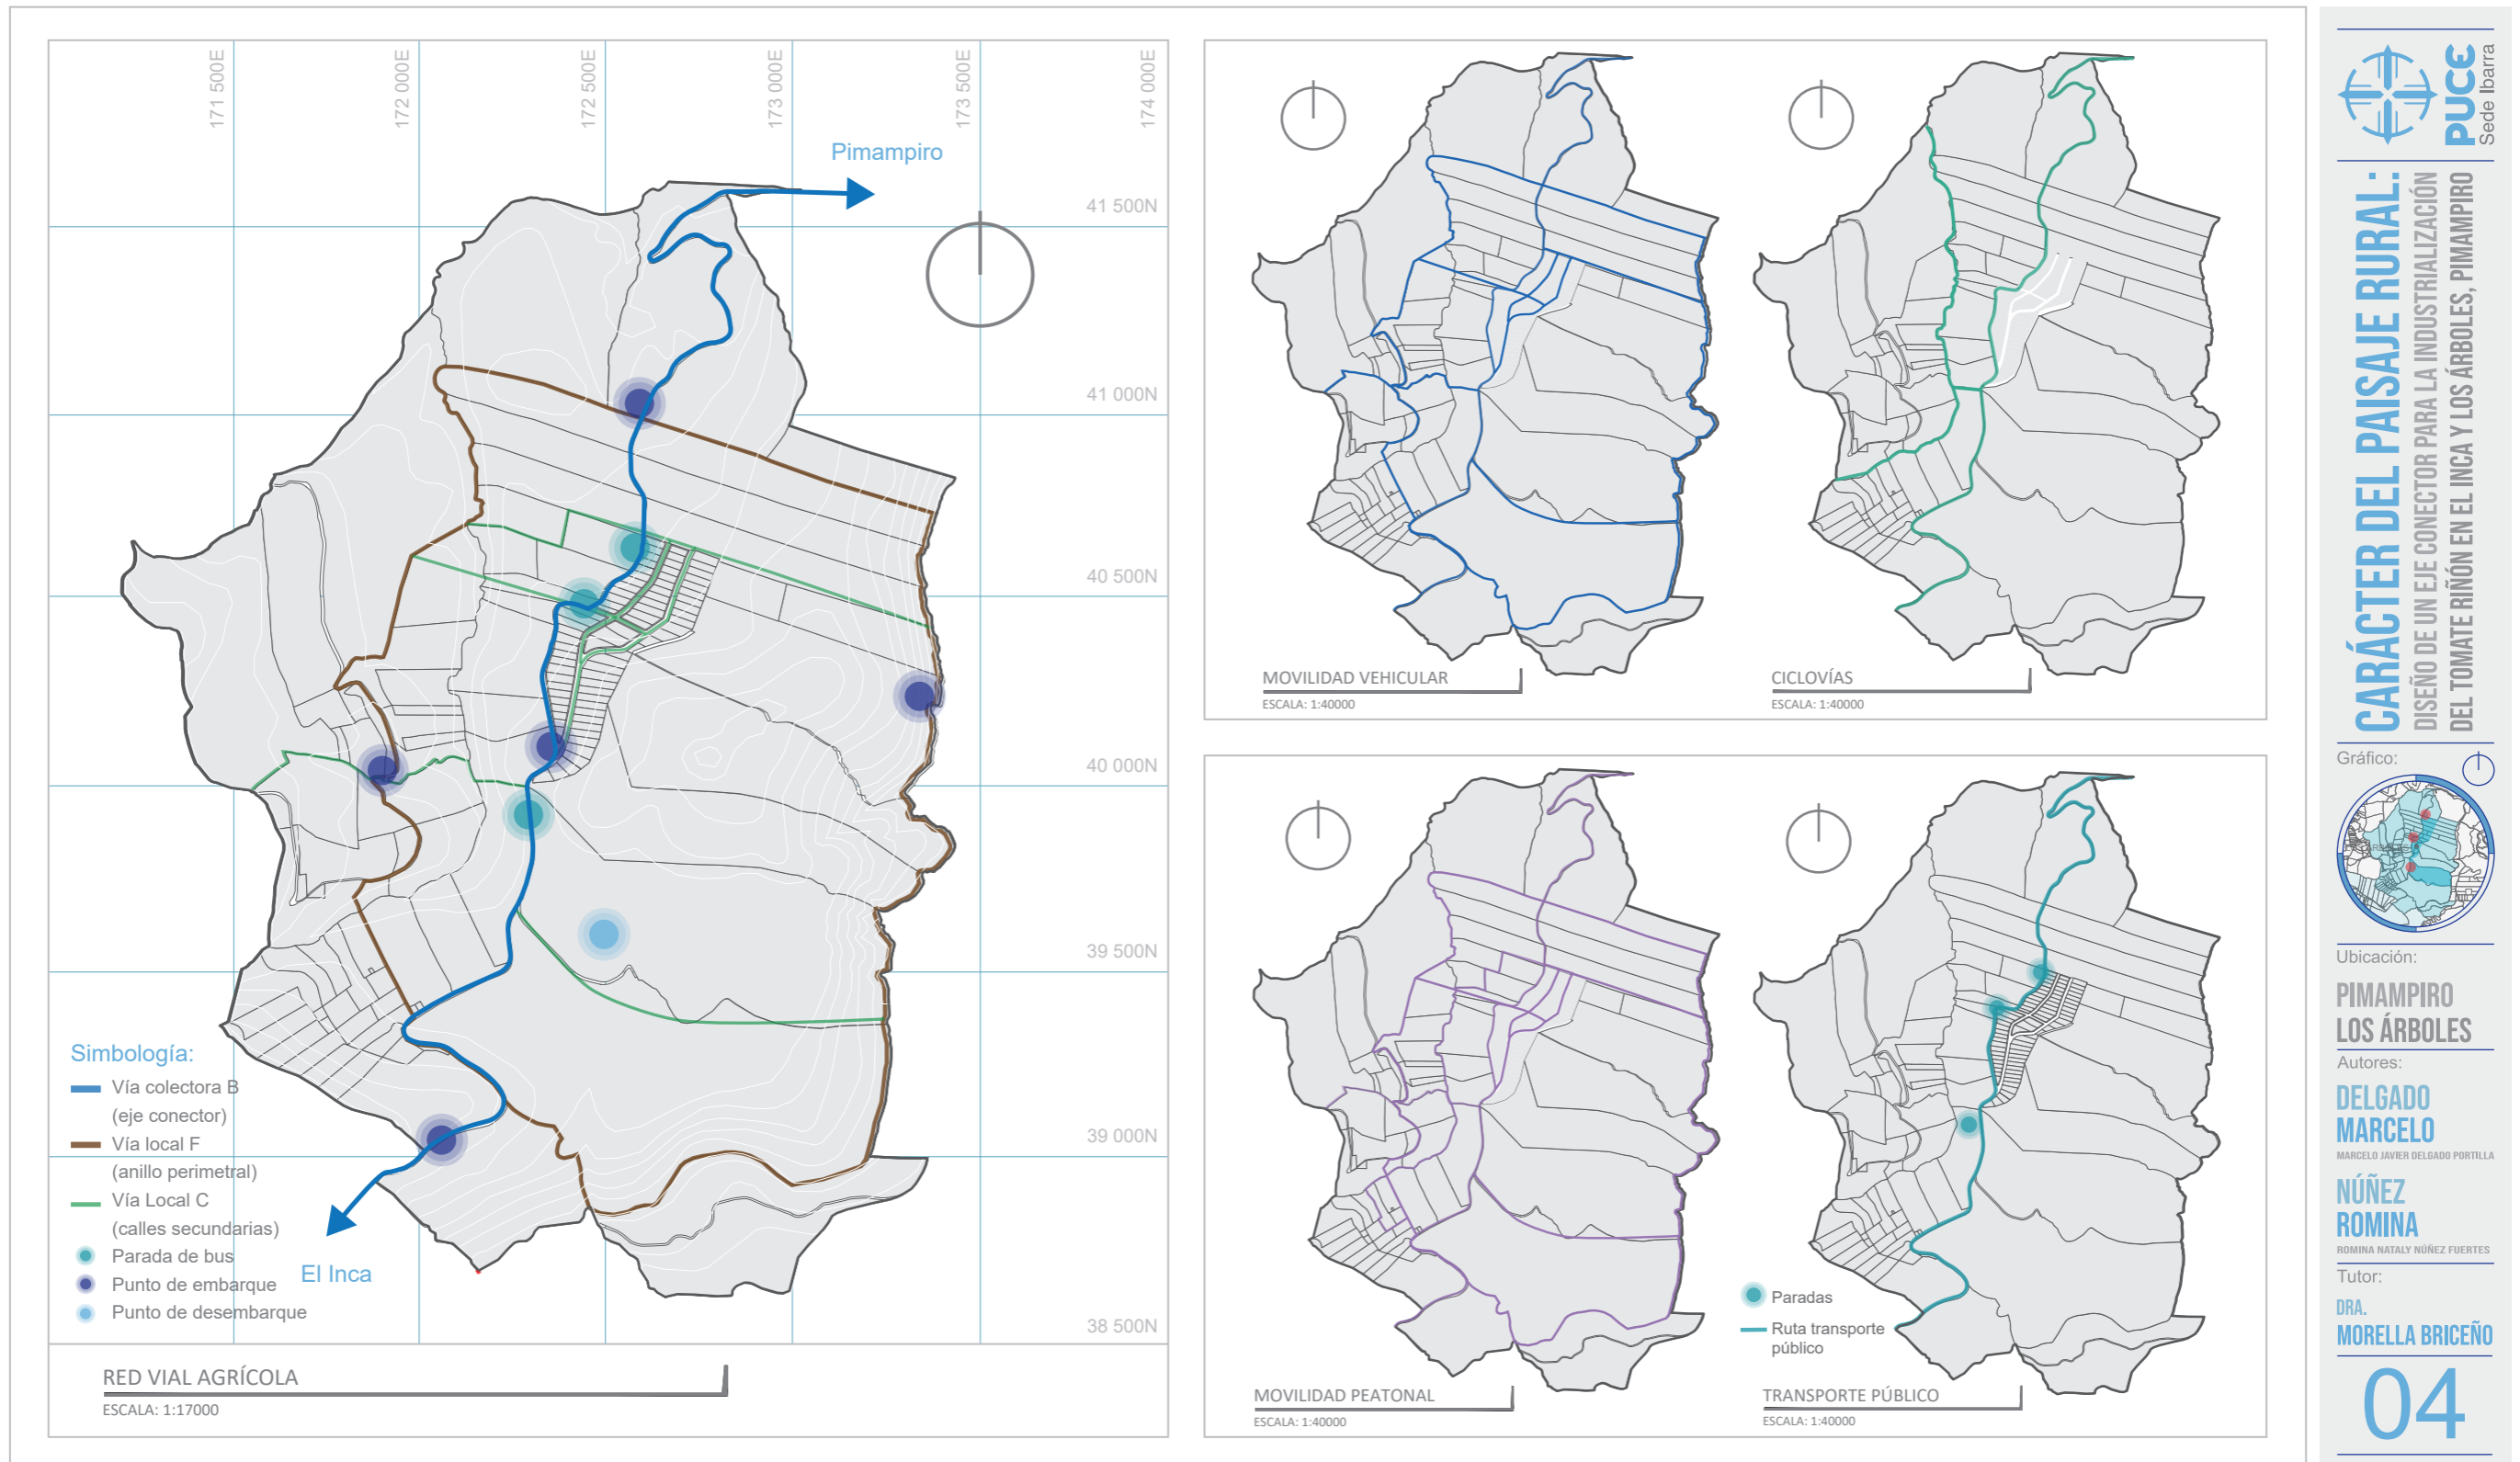 171 500E
172 000E
172 500E
173 000E
173 500E
174 000E
Pimampiro
41 500N
41 000N
40 500N
40 000N
39 500N
39 000N
38 500N
Simbología:
Vía colectora B
(eje conector)
Vía local F
(anillo perimetral)
Vía Local C
(calles secundarias)
Parada de bus
Punto de embarque
Punto de desembarque
El Inca
RED VIAL AGRÍCOLA
ESCALA: 1:17000
MOVILIDAD VEHICULAR
ESCALA: 1:40000
CICLOVÍAS
ESCALA: 1:40000
MOVILIDAD PEATONAL
ESCALA: 1:40000
Paradas
Ruta transporte
público
TRANSPORTE PÚBLICO
ESCALA: 1:40000
PUCE
Sede Ibarra
CARÁCTER DEL PAISAJE RURAL:
DISEÑO DE UN EJE CONECTOR PARA LA INDUSTRIALIZACIÓN
DEL TOMATE RIÑÓN EN EL INCA Y LOS ÁRBOLES, PIMAMPIRO
Gráfico:
Ubicación:
PIMAMPIRO
LOS ÁRBOLES
Autores:
DELGADO
MARCELO
MARCELO JAVIER DELGADO PORTILLA
NÚÑEZ
ROMINA
ROMINA NATALY NÚÑEZ FUERTES
Tutor:
DRA.
MORELLA BRICEÑO
04